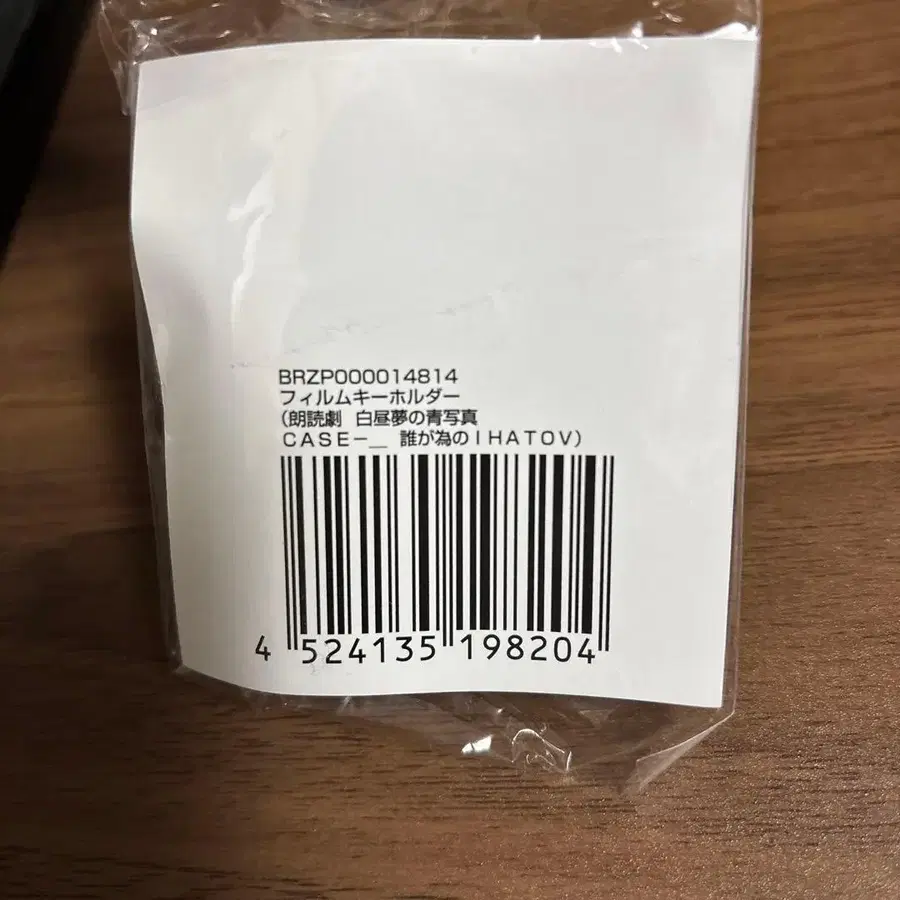 BRZP000014814
フィルムキーホルダー
（朗読劇　白昼夢の青写真
ＣＡＳＥ－＿　誰が為のＩＨＡＴＯＶ）
4 524135 198204